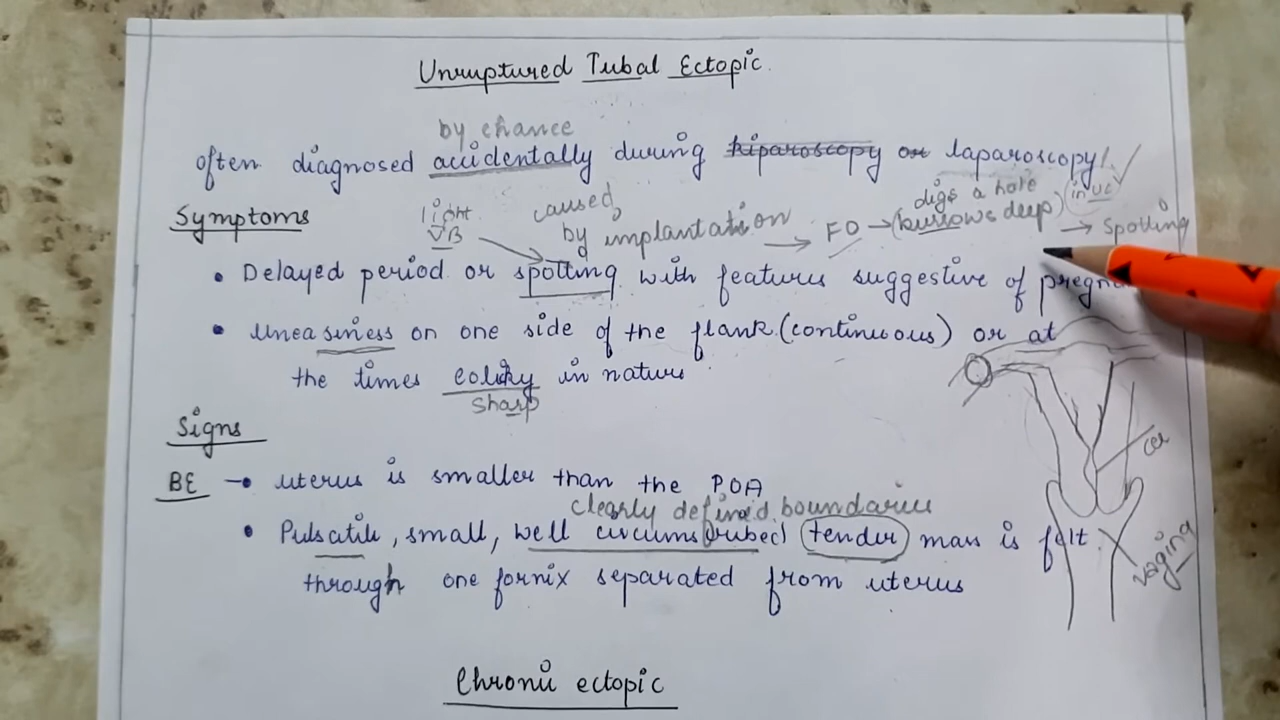 Unruptured Tubal Ectopic
by chance
often diagnosed accidentally during hiparoscopy or laparoscopy!
Symptoms
light VB
caused by implantation → FO → (burrows deep) → Spotting
digs a hole
in UC
• Delayed period or spotting with features suggestive of pregn
• uneasiness on one side of the flank (continuous) or at
the times colicky in nature
sharp
Signs
BE → uterus is smaller than the POA
clearly defined boundaries
• Pulsatile, small, well circumscribed tender mass is felt
through one fornix separated from uterus
vagina
Chronic ectopic